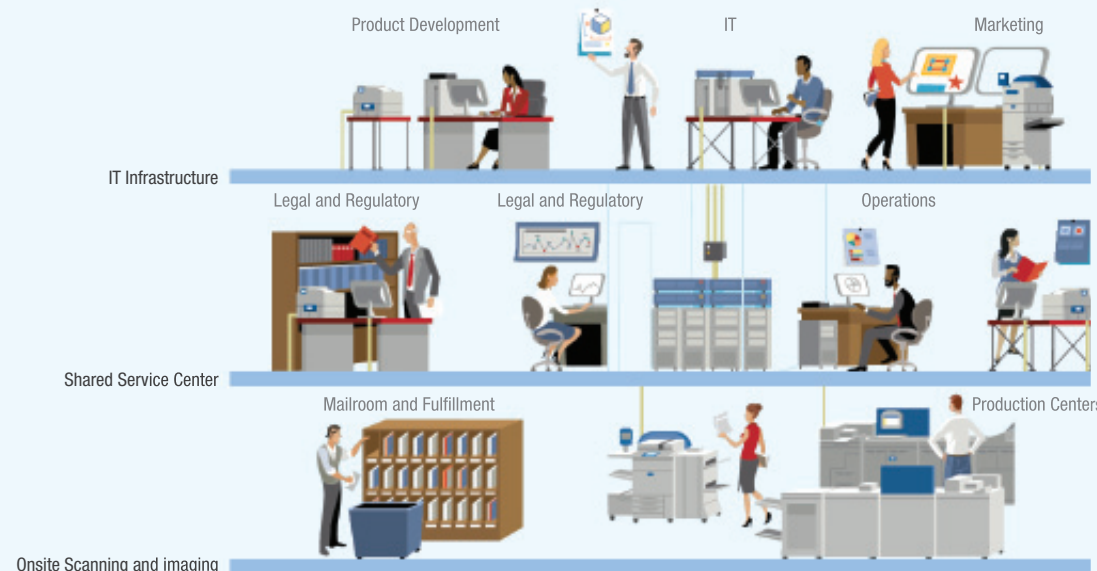 Product Development
IT
Marketing
IT Infrastructure
Legal and Regulatory
Legal and Regulatory
Operations
Shared Service Center
Mailroom and Fulfillment
Production Centers
Onsite Scanning and imaging